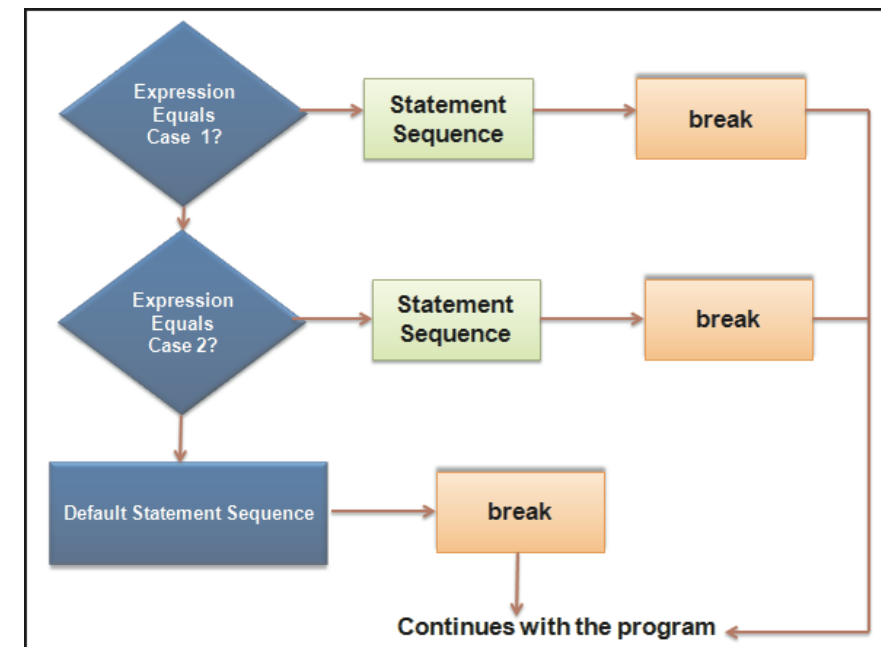 Expression
Equals
Case 1?
Statement
Sequence
break
Expression
Equals
Case 2?
Statement
Sequence
break
Default Statement Sequence
break
Continues with the program